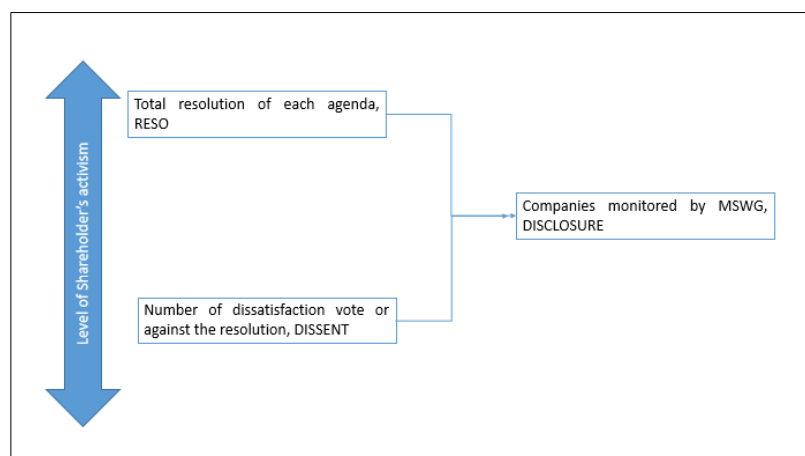 Total resolution of each agenda,
RESO
Level of Shareholder's activism
Companies monitored by MSWG,
DISCLOSURE
Number of dissatisfaction vote or
against the resolution, DISSENT